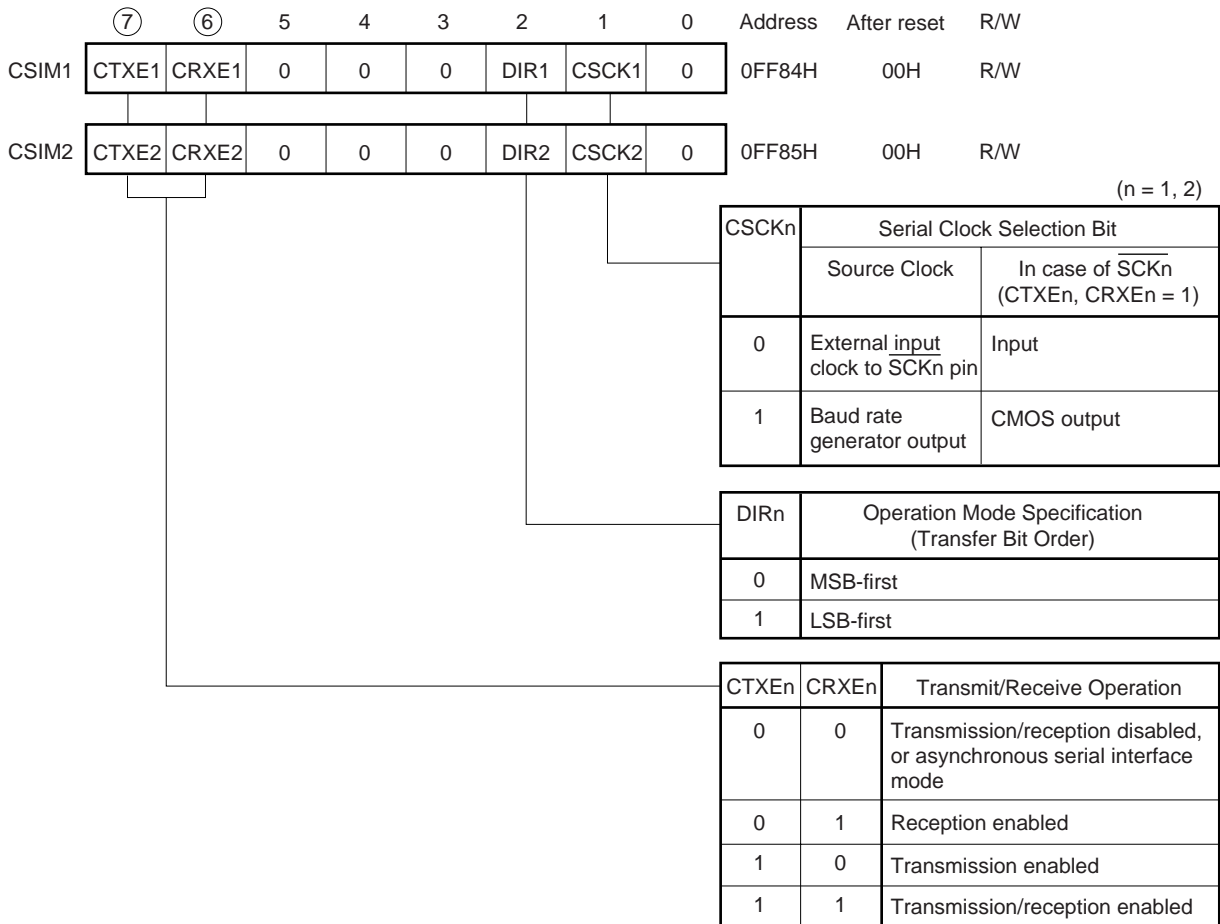 7 6 5 4 3 2 1 0 Address After reset R/W
CSIM1 CTXE1 CRXE1 0 0 0 DIR1 CSCK1 0 0FF84H 00H R/W
CSIM2 CTXE2 CRXE2 0 0 0 DIR2 CSCK2 0 0FF85H 00H R/W
(n = 1, 2)
CSCKn Serial Clock Selection Bit
Source Clock In case of SCKn
(CTXEn, CRXEn = 1)
0 External input Input
clock to SCKn pin
1 Baud rate CMOS output
generator output
DIRn Operation Mode Specification
(Transfer Bit Order)
0 MSB-first
1 LSB-first
CTXEn CRXEn Transmit/Receive Operation
0 0 Transmission/reception disabled,
or asynchronous serial interface
mode
0 1 Reception enabled
1 0 Transmission enabled
1 1 Transmission/reception enabled